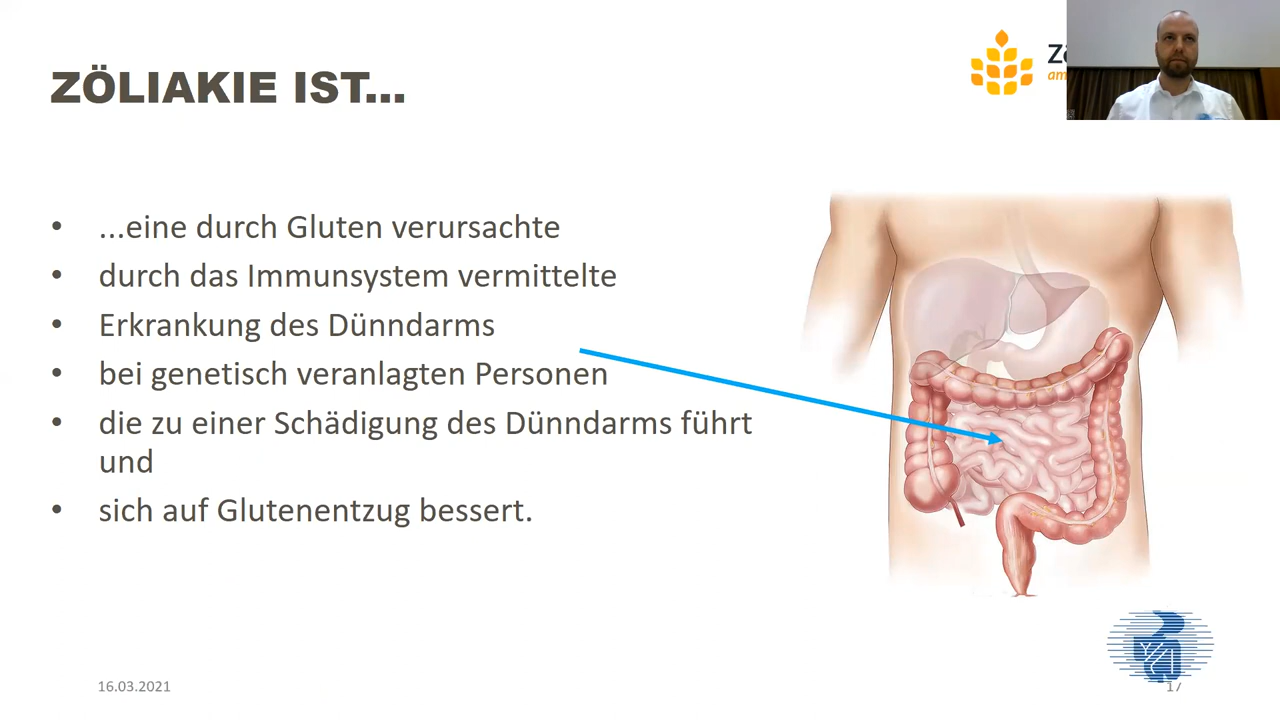 ZÖLIAKIE IST...
• ...eine durch Gluten verursachte
• durch das Immunsystem vermittelte
• Erkrankung des Dünndarms
• bei genetisch veranlagten Personen
• die zu einer Schädigung des Dünndarms führt
und
• sich auf Glutenentzug bessert.
16.03.2021
17